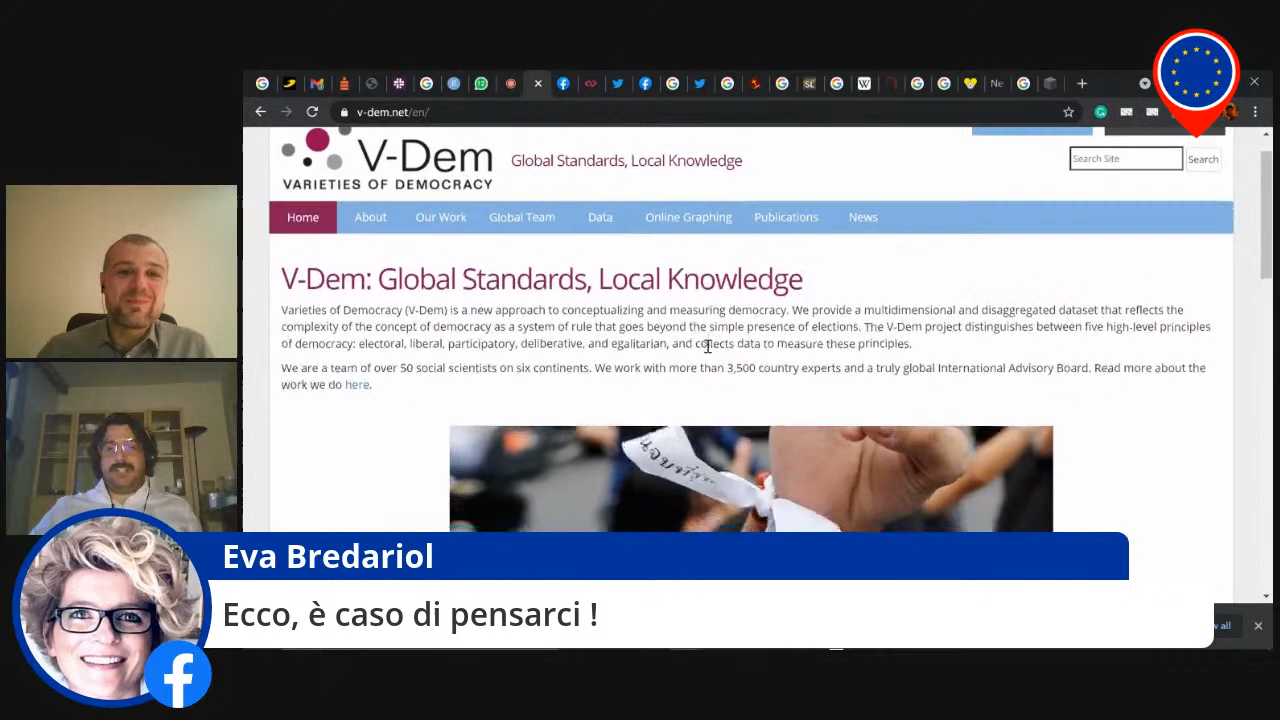 Ne
v-dem.net/en/
V-Dem
VARIETIES OF DEMOCRACY
Global Standards, Local Knowledge
Search Site
Search
Home
About
Our Work
Global Team
Data
Online Graphing
Publications
News
V-Dem: Global Standards, Local Knowledge
Varieties of Democracy (V-Dem) is a new approach to conceptualizing and measuring democracy. We provide a multidimensional and disaggregated dataset that reflects the
complexity of the concept of democracy as a system of rule that goes beyond the simple presence of elections. The V-Dem project distinguishes between five high-level principles
of democracy: electoral, liberal, participatory, deliberative, and egalitarian, and collects data to measure these principles.
We are a team of over 50 social scientists on six continents. We work with more than 3,500 country experts and a truly global International Advisory Board. Read more about the
work we do here.
all
Eva Bredariol
Ecco, è caso di pensarci !